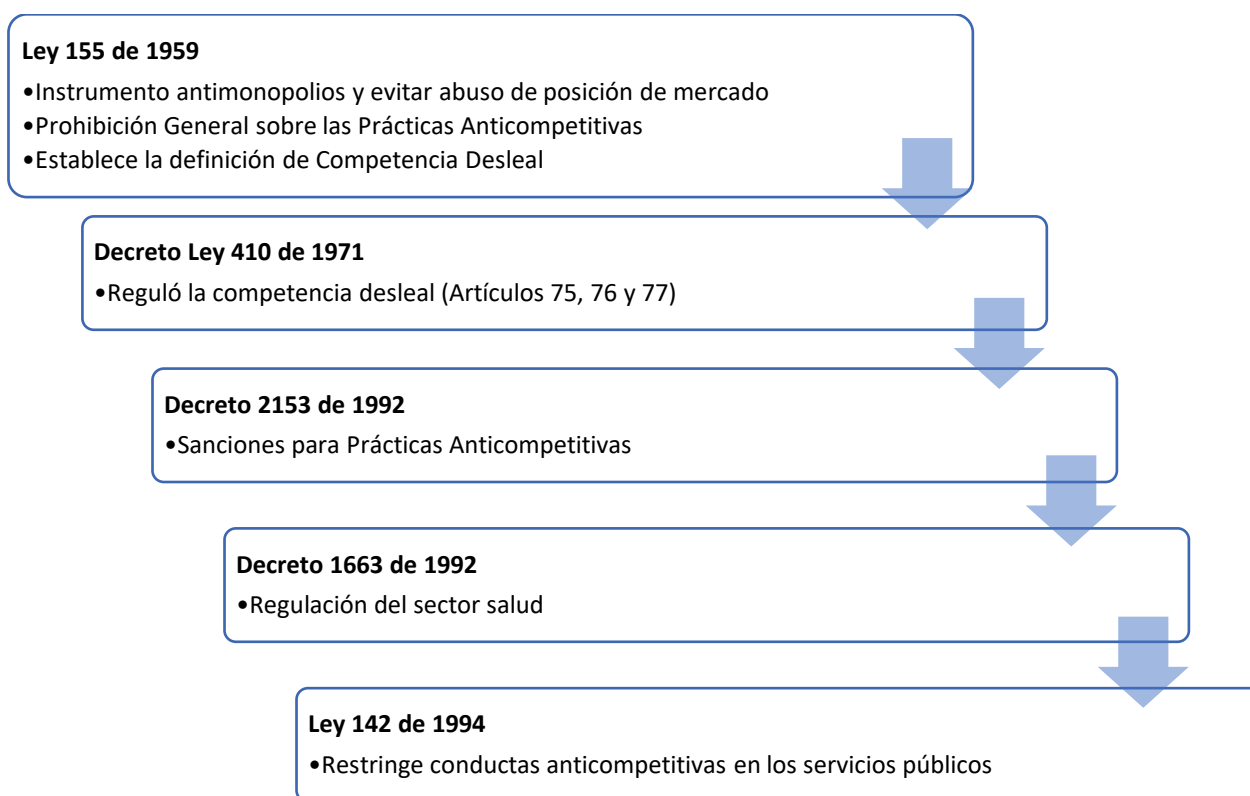 Ley 155 de 1959
•Instrumento antimonopolios y evitar abuso de posición de mercado
•Prohibición General sobre las Prácticas Anticompetitivas
•Establece la definición de Competencia Desleal
Decreto Ley 410 de 1971
•Reguló la competencia desleal (Artículos 75, 76 y 77)
Decreto 2153 de 1992
•Sanciones para Prácticas Anticompetitivas
Decreto 1663 de 1992
•Regulación del sector salud
Ley 142 de 1994
•Restringe conductas anticompetitivas en los servicios públicos